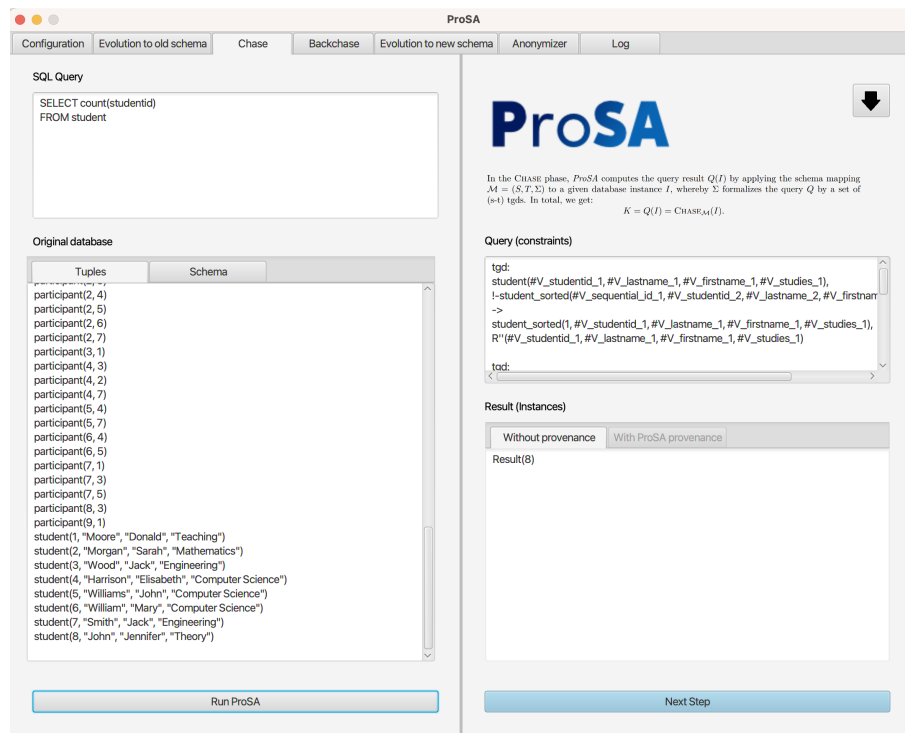 ProSA
Configuration Evolution to old schema Chase Backchase Evolution to new schema Anonymizer Log
SQL Query
SELECT count(studentid)
FROM student
Original database
Tuples Schema
participant(2, 4)
participant(2, 5)
participant(2, 6)
participant(2, 7)
participant(3, 1)
participant(4, 3)
participant(4, 2)
participant(4, 7)
participant(5, 4)
participant(5, 7)
participant(6, 4)
participant(6, 5)
participant(7, 1)
participant(7, 3)
participant(7, 5)
participant(8, 3)
participant(9, 1)
student(1, "Moore", "Donald", "Teaching")
student(2, "Morgan", "Sarah", "Mathematics")
student(3, "Wood", "Jack", "Engineering")
student(4, "Harrison", "Elisabeth", "Computer Science")
student(5, "Williams", "John", "Computer Science")
student(6, "William", "Mary", "Computer Science")
student(7, "Smith", "Jack", "Engineering")
student(8, "John", "Jennifer", "Theory")
Run ProSA
ProSA
In the CHASE phase, ProSA computes the query result Q(I) by applying the schema mapping
M = (S, T, Σ) to a given database instance I, whereby Σ formalizes the query Q by a set of
(s-t) tgds. In total, we get:
K = Q(I) = CHASE_M(I).
Query (constraints)
tgd:
student(#V_studentid_1, #V_lastname_1, #V_firstname_1, #V_studies_1),
!-student_sorted(#V_sequential_id_1, #V_studentid_2, #V_lastname_2, #V_firstnam
->
student_sorted(1, #V_studentid_1, #V_lastname_1, #V_firstname_1, #V_studies_1),
R''(#V_studentid_1, #V_lastname_1, #V_firstname_1, #V_studies_1)
tgd:
Result (Instances)
Without provenance With ProSA provenance
Result(8)
Next Step